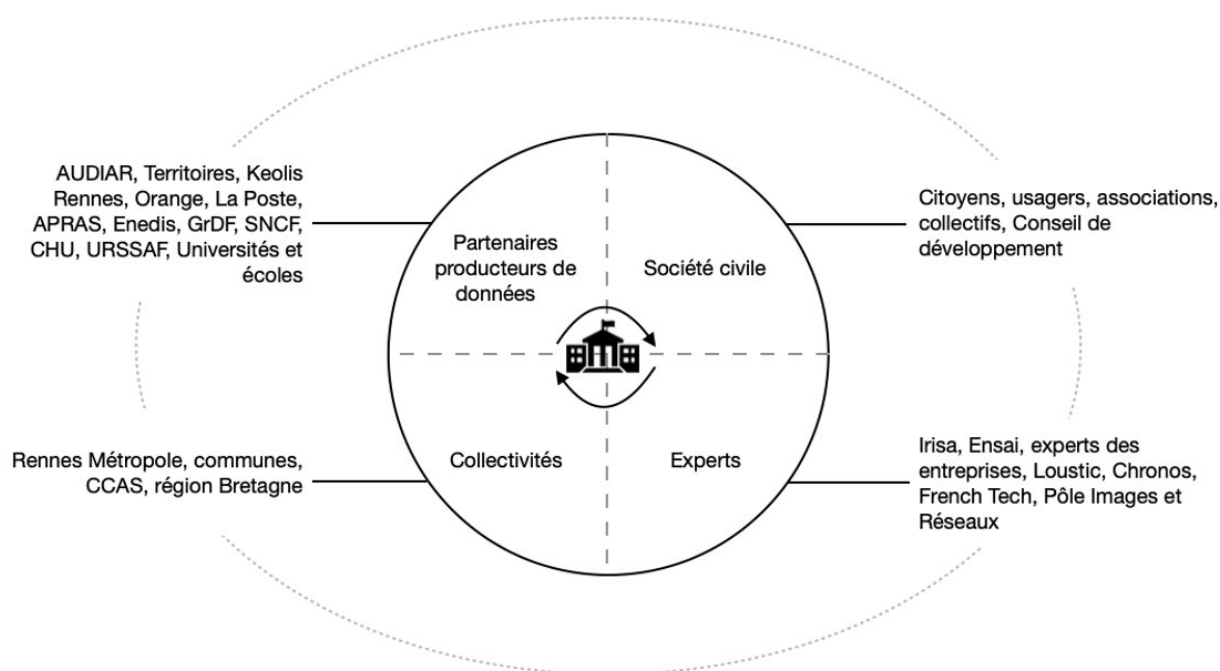 AUDIAR, Territoires, Keolis
Rennes, Orange, La Poste,
APRAS, Enedis, GrDF, SNCF,
CHU, URSSAF, Universités et
écoles
Partenaires
producteurs de
données
Société civile
Citoyens, usagers, associations,
collectifs, Conseil de
développement
Rennes Métropole, communes,
CCAS, région Bretagne
Collectivités
Experts
Irisa, Ensai, experts des
entreprises, Loustic, Chronos,
French Tech, Pôle Images et
Réseaux